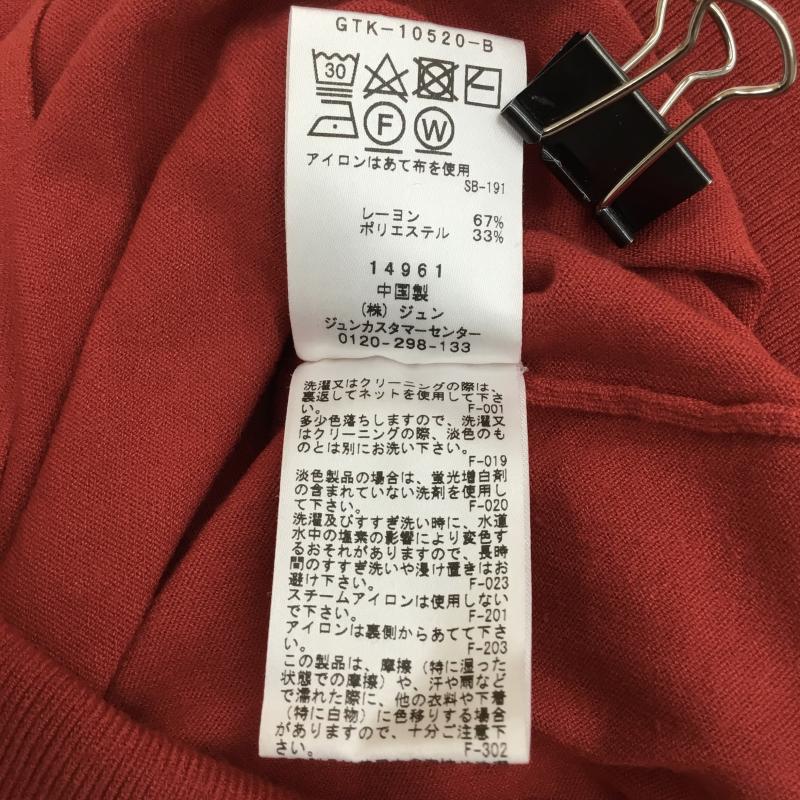 GTK-10520-B
30
F W
アイロンはあて布を使用
SB-191
レーヨン 67%
ポリエステル 33%
14961
中国製
(株) ジュン
ジュンカスタマーセンター
0120-298-133
洗濯又はクリーニングの際は、
裏返してネットを使用して下さ
い。 F-001
多少色落ちしますので、洗濯又
はクリーニングの際、淡色のも
のとは別にお洗い下さい。
F-019
淡色製品の場合は、蛍光増白剤
の含まれていない洗剤を使用し
て下さい。 F-020
洗濯及びすすぎ洗い時に、水道
水中の塩素の影響により変色す
るおそれがありますので、長時
間のすすぎ洗いや浸け置きはお
避け下さい。 F-023
スチームアイロンは使用しない
で下さい。 F-201
アイロンは裏側からあてて下さ
い。 F-203
この製品は、摩擦 (特に湿った
状態での摩擦) や、汗や雨など
で濡れた際に、他の衣料や下着
(特に白物) に色移りする場合
がありますので、十分ご注意下
さい。 F-302